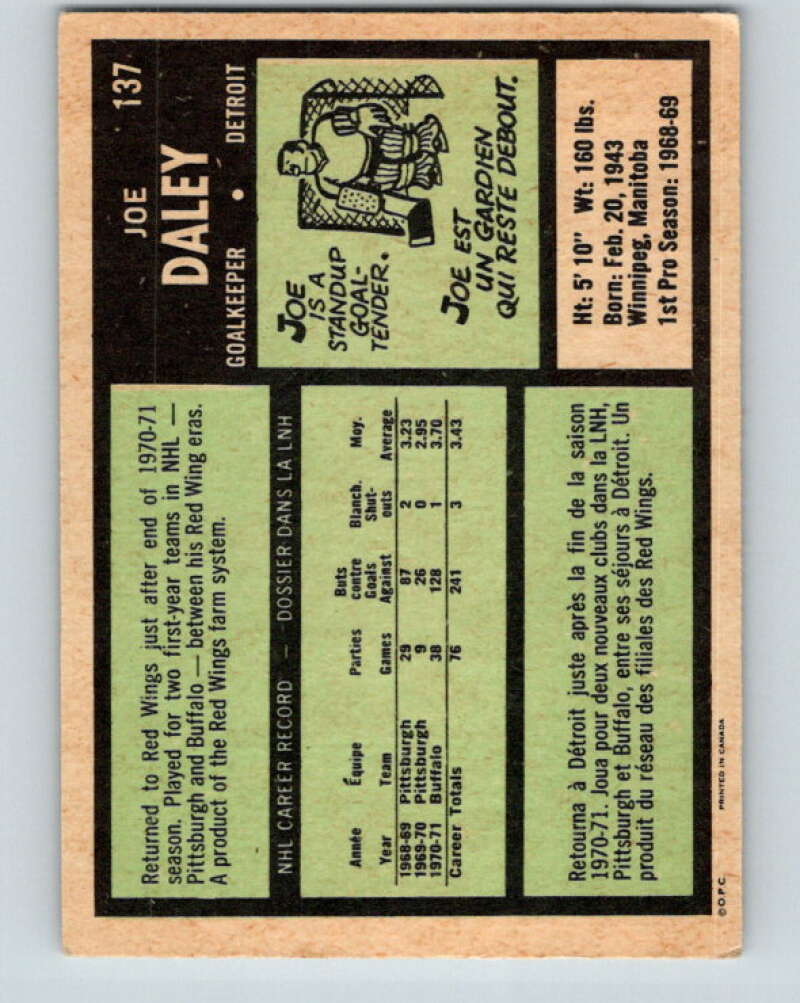 JOE 137
DALEY
GOALKEEPER • DETROIT
Returned to Red Wings just after end of 1970-71
season. Played for two first-year teams in NHL —
Pittsburgh and Buffalo — between his Red Wing eras.
A product of the Red Wings farm system.
JOE
IS A
STANDUP
GOAL-
TENDER.
JOE EST
UN GARDIEN
QUI RESTE DEBOUT.
NHL CAREER RECORD — DOSSIER DANS LA LNH
Année Équipe Parties Buts contre Blanch. Moy.
Year Team Games Goals Against Shut-outs Average
1968-69 Pittsburgh 29 87 2 3.23
1969-70 Pittsburgh 9 26 0 2.95
1970-71 Buffalo 38 128 1 3.70
Career Totals 76 241 3 3.43
Ht: 5' 10" Wt: 160 lbs.
Born: Feb. 20, 1943
Winnipeg, Manitoba
1st Pro Season: 1968-69
Retourna à Détroit juste après la fin de la saison
1970-71. Joua pour deux nouveaux clubs dans la LNH,
Pittsburgh et Buffalo, entre ses séjours à Détroit. Un
produit du réseau des filiales des Red Wings.
©O.P.C. PRINTED IN CANADA